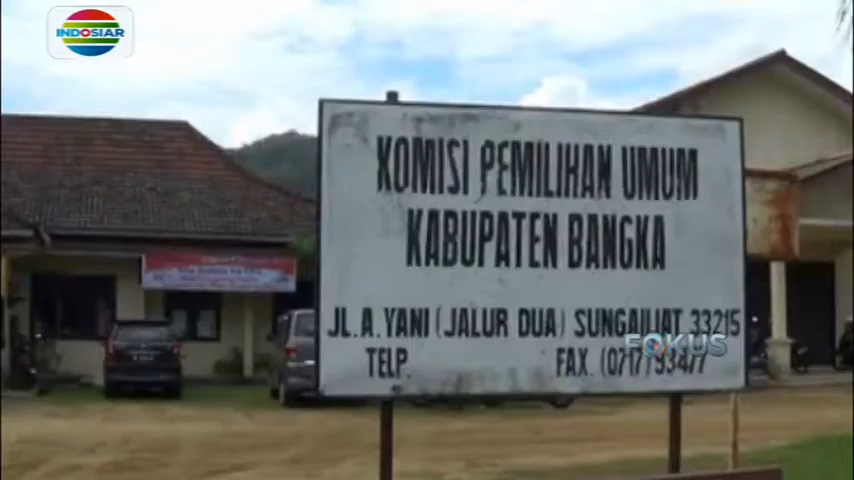 INDOSIAR
KOMISI PEMILIHAN UMUM
KABUPATEN BANGKA
JL. A. YANI (JALUR DUA) SUNGAILIAT 33215
TELP. FAX. (0717) 93477
FOKUS